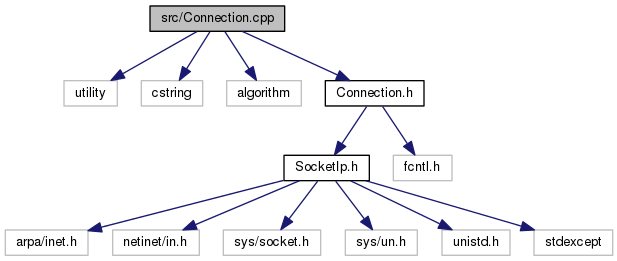 src/Connection.cpp
utility
cstring
algorithm
Connection.h
SocketIp.h
fcntl.h
arpa/inet.h
netinet/in.h
sys/socket.h
sys/un.h
unistd.h
stdexcept